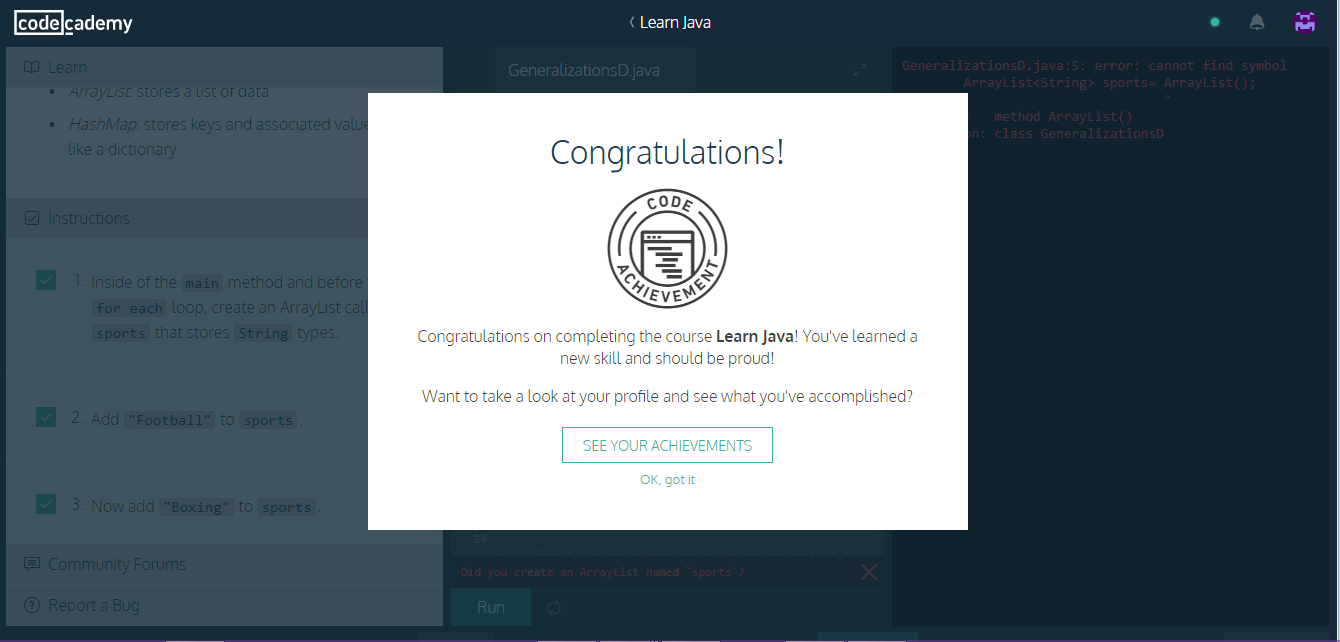 codecademy
Learn Java
Learn
GeneralizationsD.java
ArrayList: stores a list of data
HashMap: stores keys and associated value
like a dictionary
Instructions
1. Inside of the main method and before
for each loop, create an ArrayList call
sports that stores String types.
2. Add "Football" to sports.
3. Now add "Boxing" to sports.
Community Forums
Report a Bug
Congratulations!
CODE
ACHIEVEMENT
Congratulations on completing the course Learn Java! You've learned a
new skill and should be proud!
Want to take a look at your profile and see what you've accomplished?
SEE YOUR ACHIEVEMENTS
OK, got it
24
Did you create an ArrayList named `sports`?
Run
GeneralizationsD.java:5: error: cannot find symbol
ArrayList<String> sports= ArrayList();
^
method ArrayList()
on: class GeneralizationsD